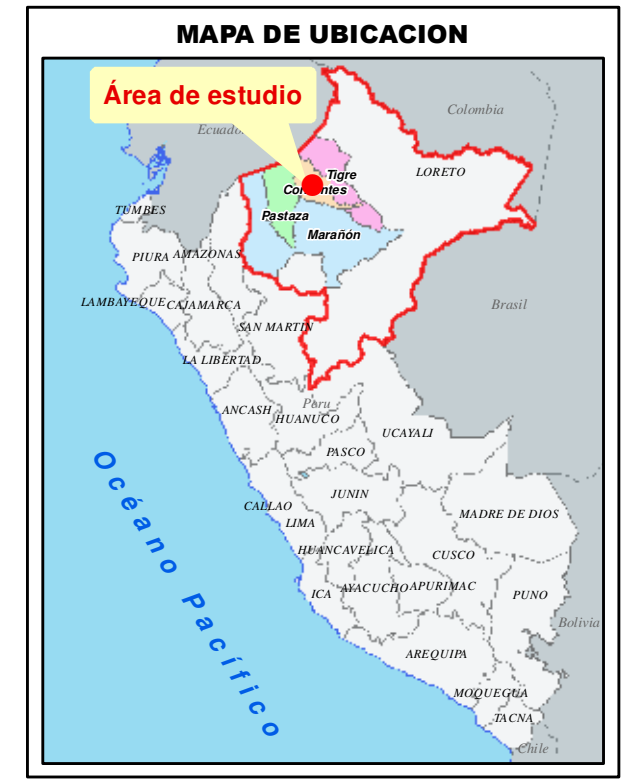 MAPA DE UBICACION
Área de estudio
Colombia
Ecuador
LORETO
Tigre
Corrientes
Pastaza
Marañón
TUMBES
PIURA
AMAZONAS
LAMBAYEQUE
CAJAMARCA
Brasil
SAN MARTIN
LA LIBERTAD
Peru
ANCASH
HUANUCO
UCAYALI
PASCO
Océano Pacífico
JUNIN
CALLAO
LIMA
MADRE DE DIOS
HUANCAVELICA
CUSCO
ICA
AYACUCHO
APURIMAC
PUNO
Bolivia
AREQUIPA
MOQUEGUA
TACNA
Chile